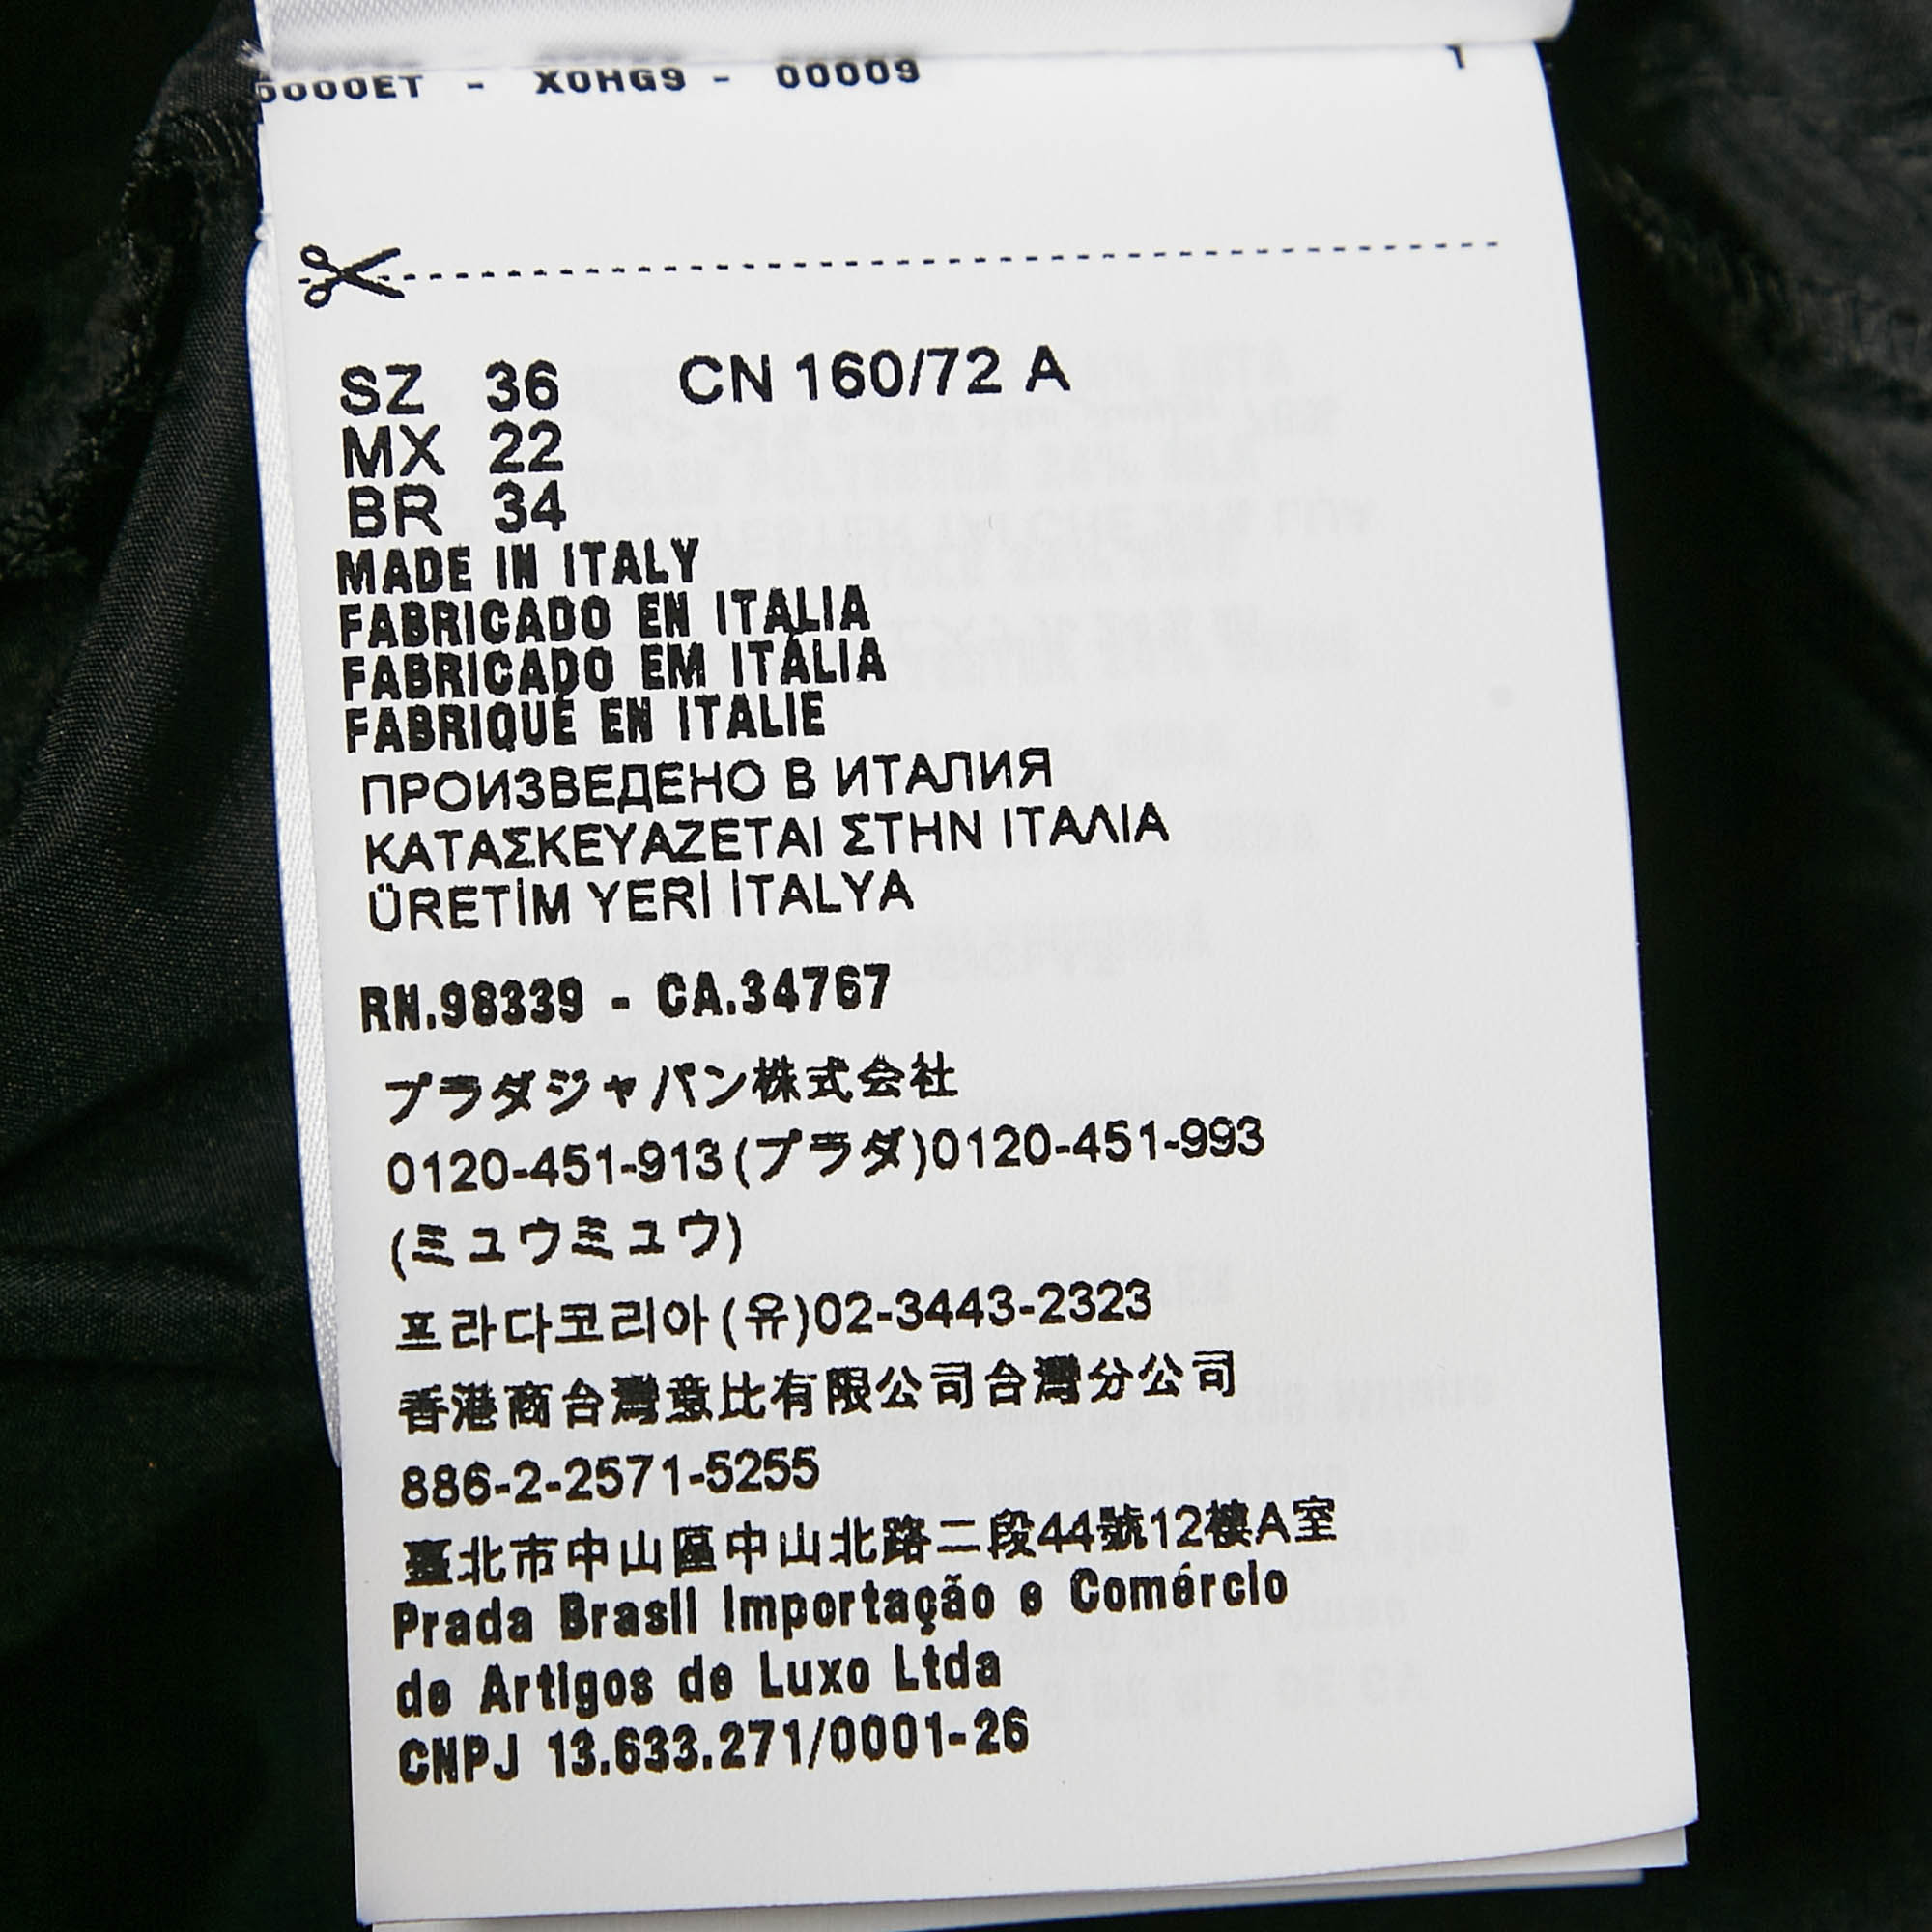 0000ET - X0HG9 - 00009 1
SZ 36 CN 160/72 A
MX 22
BR 34
MADE IN ITALY
FABRICADO EN ITALIA
FABRICADO EM ITÁLIA
FABRIQUÉ EN ITALIE
ПРОИЗВЕДЕНО В ИТАЛИЯ
ΚΑΤΑΣΚΕΥΑΖΕΤΑΙ ΣΤΗΝ ΙΤΑΛΙΑ
ÜRETİM YERİ İTALYA
RN.98339 - CA.34767
プラダジャパン株式会社
0120-451-913(プラダ)0120-451-993
(ミュウミュウ)
프라다코리아(유)02-3443-2323
香港商台灣意比有限公司台灣分公司
886-2-2571-5255
臺北市中山區中山北路二段44號12樓A室
Prada Brasil Importação e Comércio
de Artigos de Luxo Ltda
CNPJ 13.633.271/0001-26